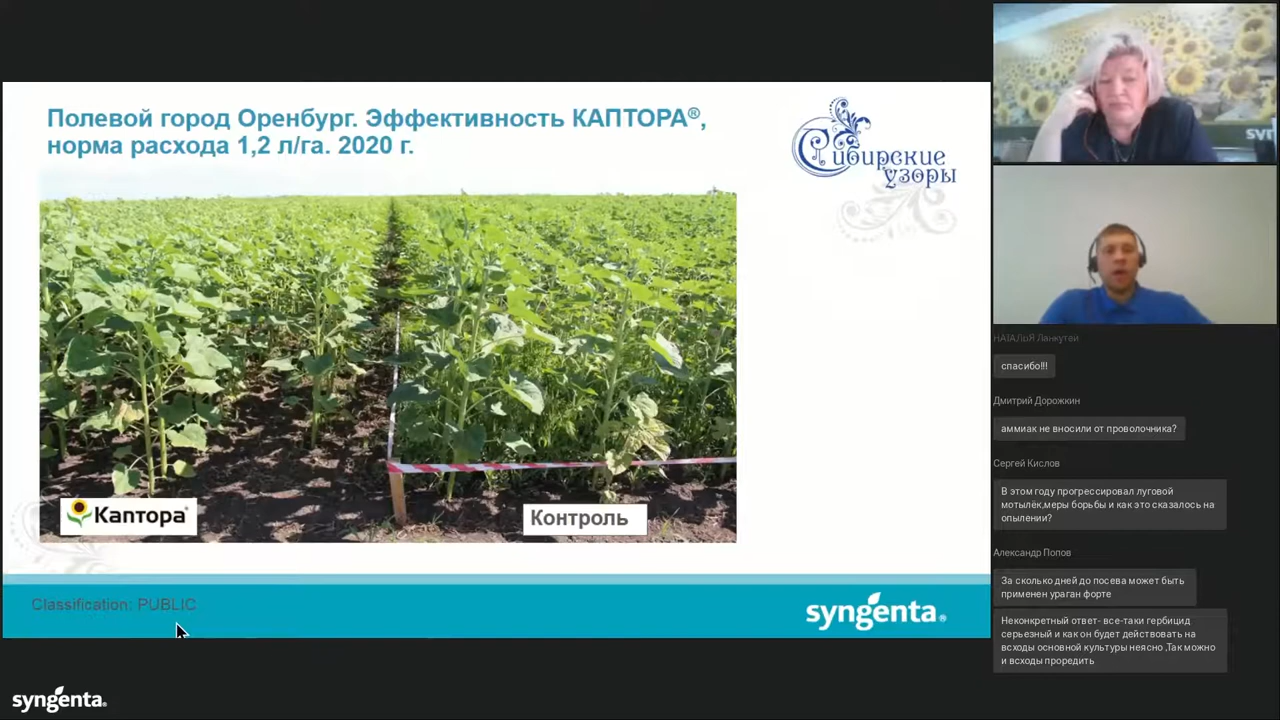 Полевой город Оренбург. Эффективность КАПТОРА®,
норма расхода 1,2 л/га. 2020 г.
Сибирские
узоры
Каптора®
Контроль
Classification: PUBLIC
syngenta®
syngenta®
syn
спасибо!!!
Дмитрий Дорожкин
аммиак не вносили от проволочника?
Сергей Кислов
В этом году прогрессировал луговой
мотылёк,меры борьбы и как это сказалось на
опылении?
Александр Попов
За сколько дней до посева может быть
применен ураган форте
Неконкретный ответ- все-таки гербицид
серьезный и как он будет действовать на
всходы основной культуры неясно ,Так можно
и всходы проредить